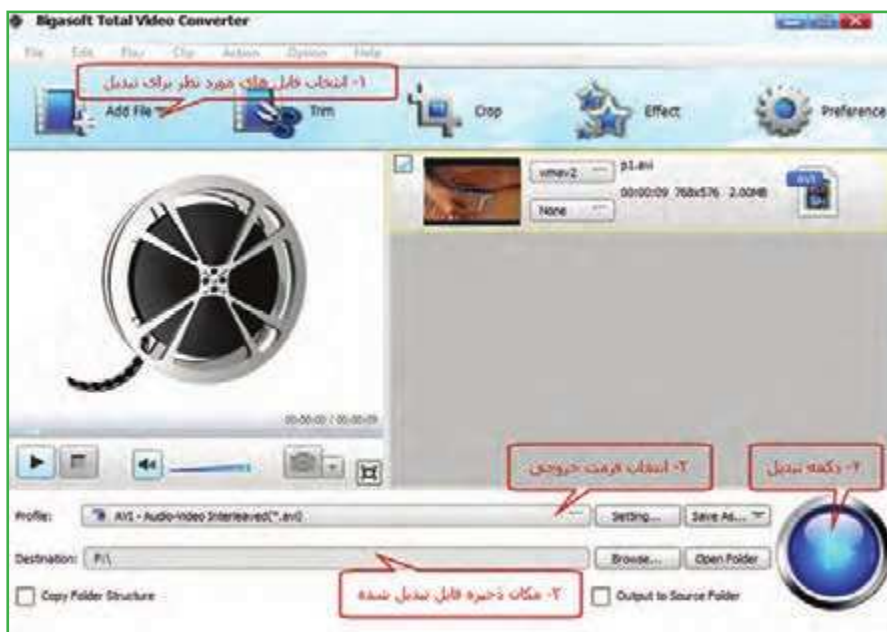 Bigasoft Total Video Converter
File Edit Play Clip Action Option Help
۱- انتخاب فایل های مورد نظر برای تبدیل
Add File Trim Crop Effect Preference
p1.avi
wmav2
00:00:09 768x576 2.00MB
AVI
None
00:00:00 / 00:00:09
۲- انتخاب فرمت خروجی
۴- دکمه تبدیل
Profile: AVI - Audio-Video Interleaved(*.avi) Setting... Save As...
Destination: F:\ Browse... Open Folder
۳- مکان ذخیره فایل تبدیل شده
Copy Folder Structure Output to Source Folder